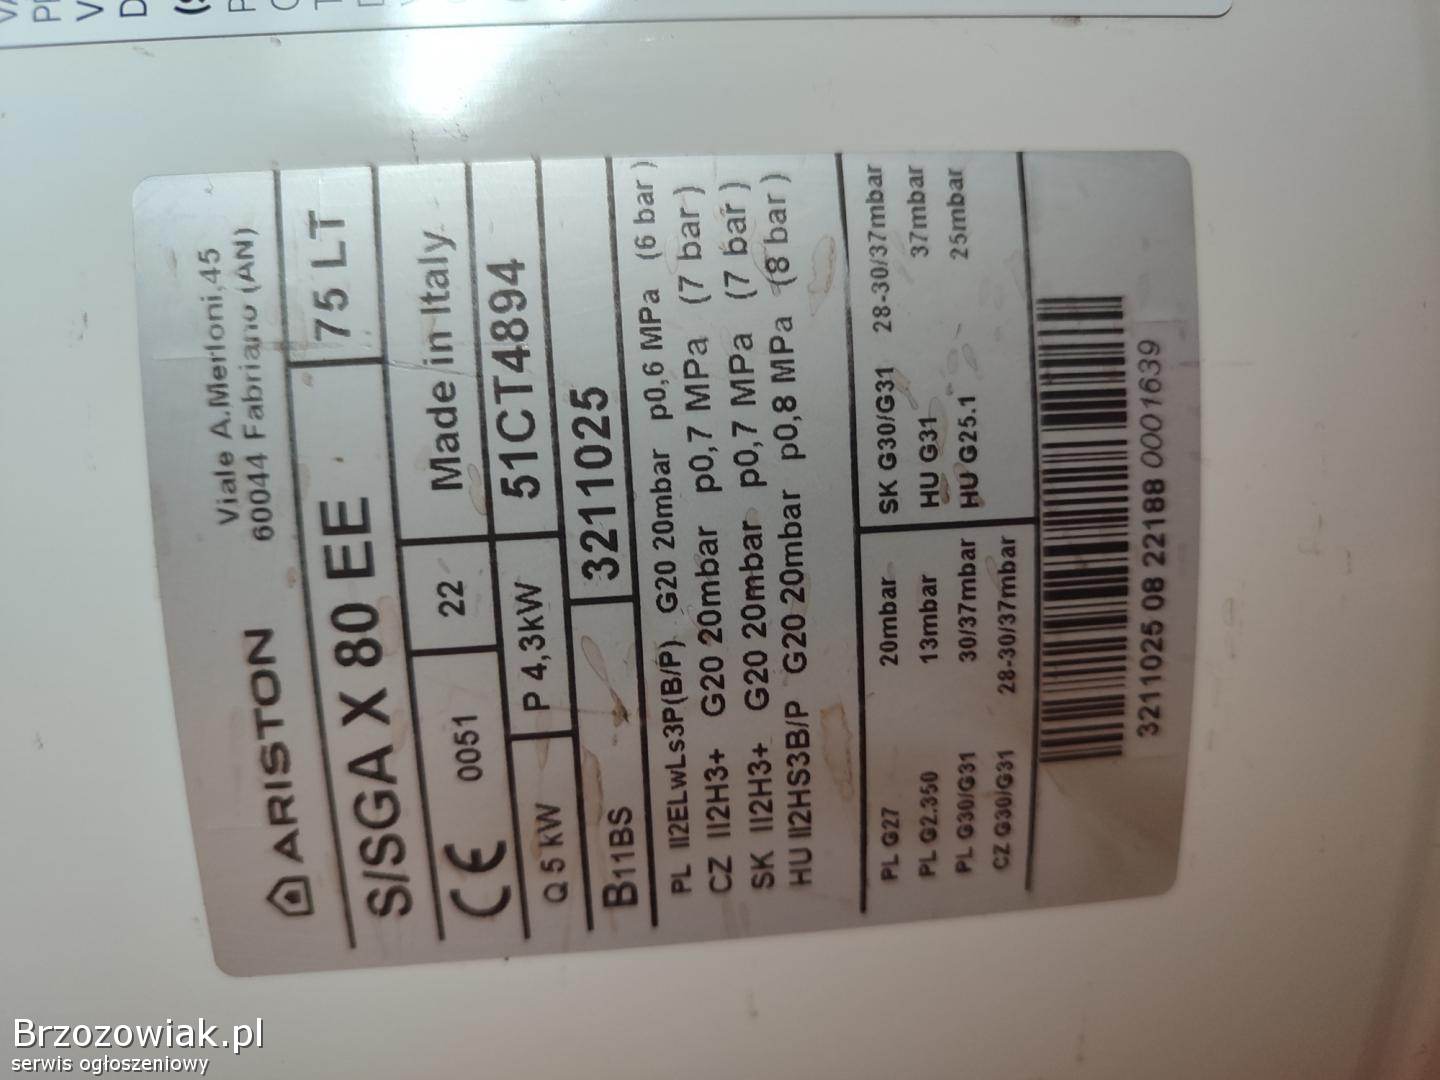 ARISTON
Viale A.Merloni,45
60044 Fabriano (AN)
S/SGA X 80 EE
75 LT
CE 0051
22
Made in Italy
Q 5 KW
P 4,3kW
51CT4894
B11BS
3211025
PL II2ELwLs3P(B/P) G20 20mbar p0,6 MPa (6 bar)
CZ II2H3+ G20 20mbar p0,7 MPa (7 bar)
SK II2H3+ G20 20mbar p0,7 MPa (7 bar)
HU II2HS3B/P G20 20mbar p0,8 MPa (8 bar)
PL G27 20mbar
PL G2.350 13mbar
PL G30/G31 30/37mbar
CZ G30/G31 28-30/37mbar
SK G30/G31 28-30/37mbar
HU G31 37mbar
HU G25.1 25mbar
3211025 08 22188 0001639
Brzozowiak.pl
serwis ogłoszeniowy